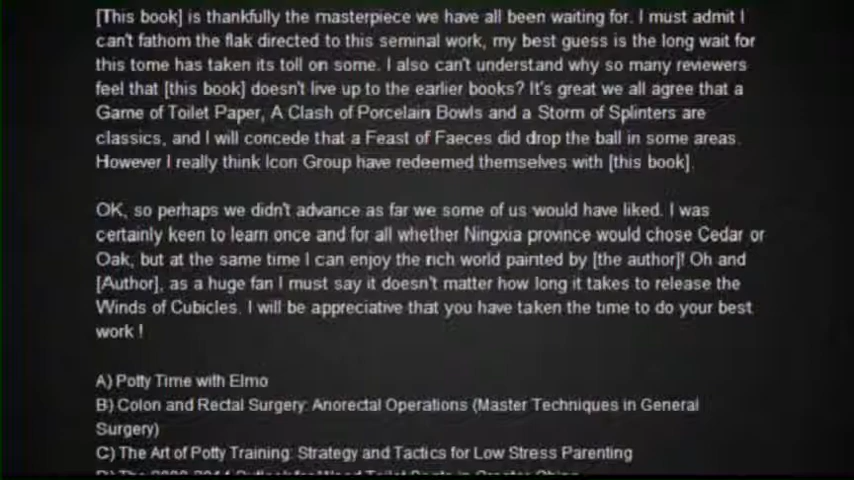 [This book] is thankfully the masterpiece we have all been waiting for. I must admit I
can't fathom the flak directed to this seminal work, my best guess is the long wait for
this tome has taken its toll on some. I also can't understand why so many reviewers
feel that [this book] doesn't live up to the earlier books? It's great we all agree that a
Game of Toilet Paper, A Clash of Porcelain Bowls and a Storm of Splinters are
classics, and I will concede that a Feast of Faeces did drop the ball in some areas.
However I really think Icon Group have redeemed themselves with [this book].
OK, so perhaps we didn't advance as far we some of us would have liked. I was
certainly keen to learn once and for all whether Ningxia province would chose Cedar or
Oak, but at the same time I can enjoy the rich world painted by [the author]! Oh and
[Author], as a huge fan I must say it doesn't matter how long it takes to release the
Winds of Cubicles. I will be appreciative that you have taken the time to do your best
work !
A) Potty Time with Elmo
B) Colon and Rectal Surgery: Anorectal Operations (Master Techniques in General
Surgery)
C) The Art of Potty Training: Strategy and Tactics for Low Stress Parenting
D) The 2009-2014 Outlook for Wood Toilet Seats in Greater China